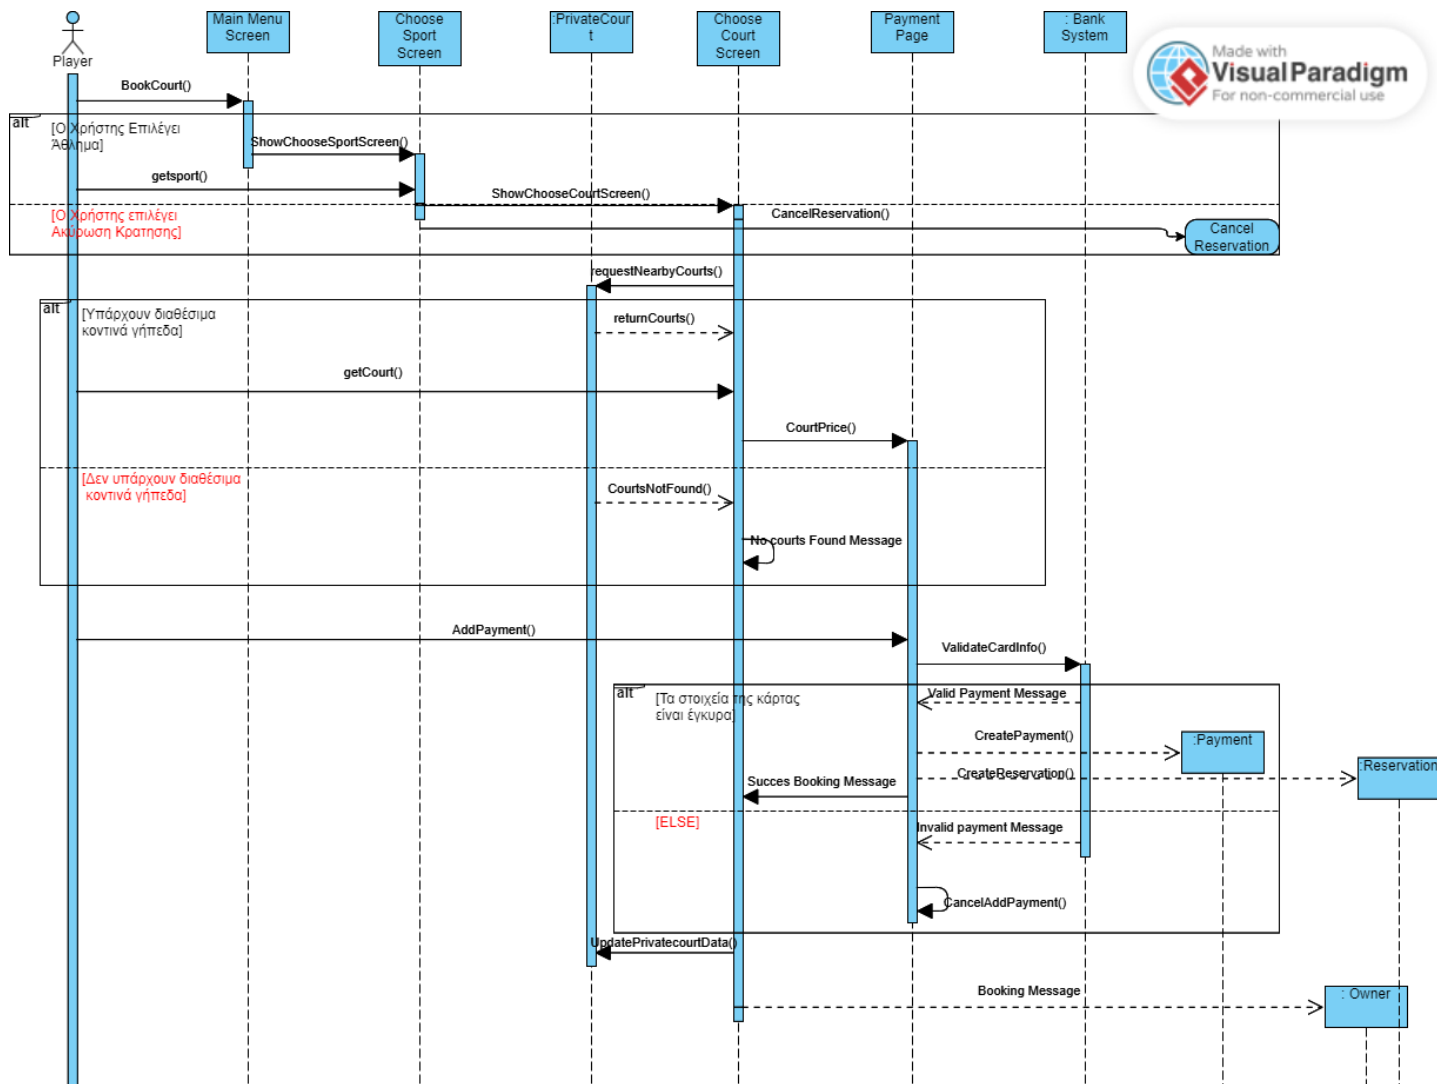 Main Menu
Screen
Choose
Sport
Screen
:PrivateCour
t
Choose
Court
Screen
Payment
Page
: Bank
System
Made with
Visual Paradigm
For non-commercial use
Player
BookCourt()
alt
[Ο Χρήστης Επιλέγει
Άθλημα]
ShowChooseSportScreen()
getsport()
ShowChooseCourtScreen()
[Ο Χρήστης επιλέγει
Ακύρωση Κρατησης]
CancelReservation()
Cancel
Reservation
requestNearbyCourts()
alt
[Υπάρχουν διαθέσιμα
κοντινά γήπεδα]
returnCourts()
getCourt()
CourtPrice()
[Δεν υπάρχουν διαθέσιμα
κοντινά γήπεδα]
CourtsNotFound()
No courts Found Message
AddPayment()
ValidateCardInfo()
alt
[Τα στοιχεία της κάρτας
είναι έγκυρα]
Valid Payment Message
CreatePayment()
:Payment
CreateReservation()
:Reservation
Succes Booking Message
[ELSE]
Invalid payment Message
CancelAddPayment()
UpdatePrivatecourtData()
Booking Message
: Owner